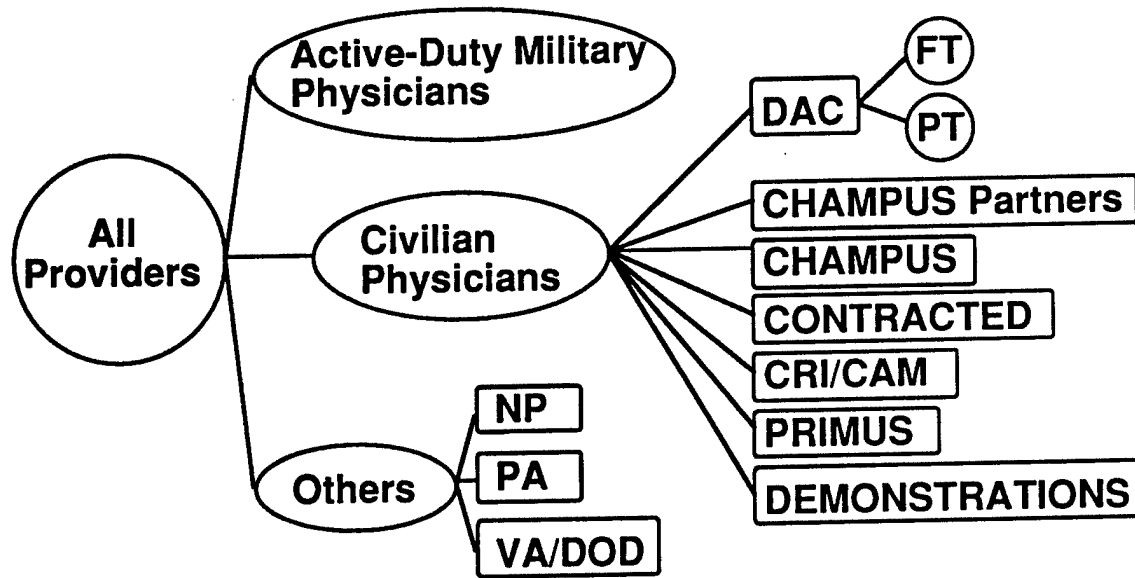 Active-Duty Military
Physicians
All
Providers
Civilian
Physicians
Others
NP
PA
VA/DOD
DAC
FT
PT
CHAMPUS Partners
CHAMPUS
CONTRACTED
CRI/CAM
PRIMUS
DEMONSTRATIONS